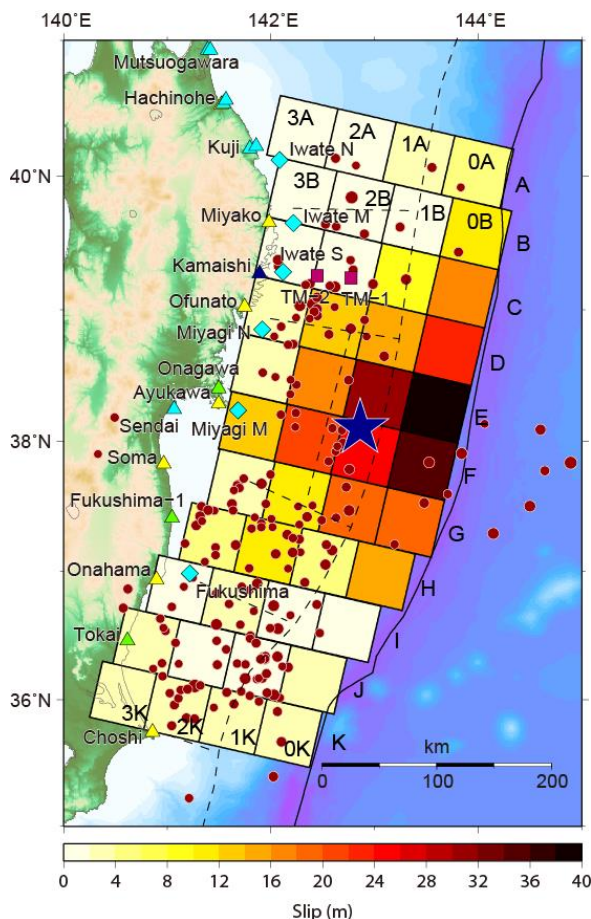 140° 142° 144°
Mutsuogawara
Hachinohe
3A 2A 1A 0A
Kuji Iwate N
40° 40°
A
3B 2B 1B 0B
Miyako Iwate M
B
Iwate S
Kamaishi
TM-2 TM-1
C
Ofunato
Miyagi N
D
Onagawa
Ayukawa
E
Sendai Miyagi M
38° 38°
Soma
F
Fukushima-1
G
Onahama
Fukushima
H
Tokai
I
J
36° 36°
3K 2K 1K 0K
K
Choshi
km
0 100 200
0 4 8 12 16 20 24 28 32 36 40
Slip (m)